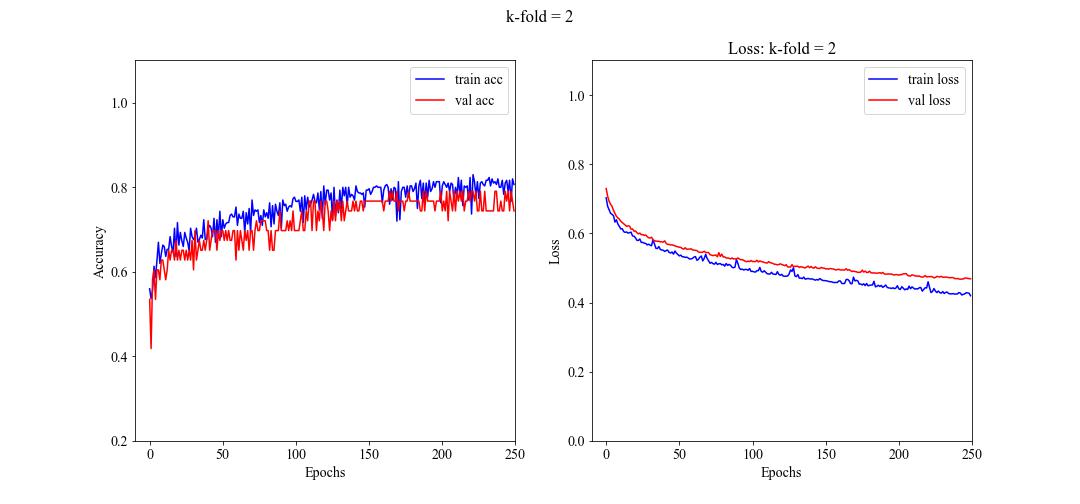 k-fold = 2
Accuracy
1.0
0.8
0.6
0.4
0.2
0 50 100 150 200 250
Epochs
train acc
val acc
Loss: k-fold = 2
Loss
1.0
0.8
0.6
0.4
0.2
0.0
0 50 100 150 200 250
Epochs
train loss
val loss